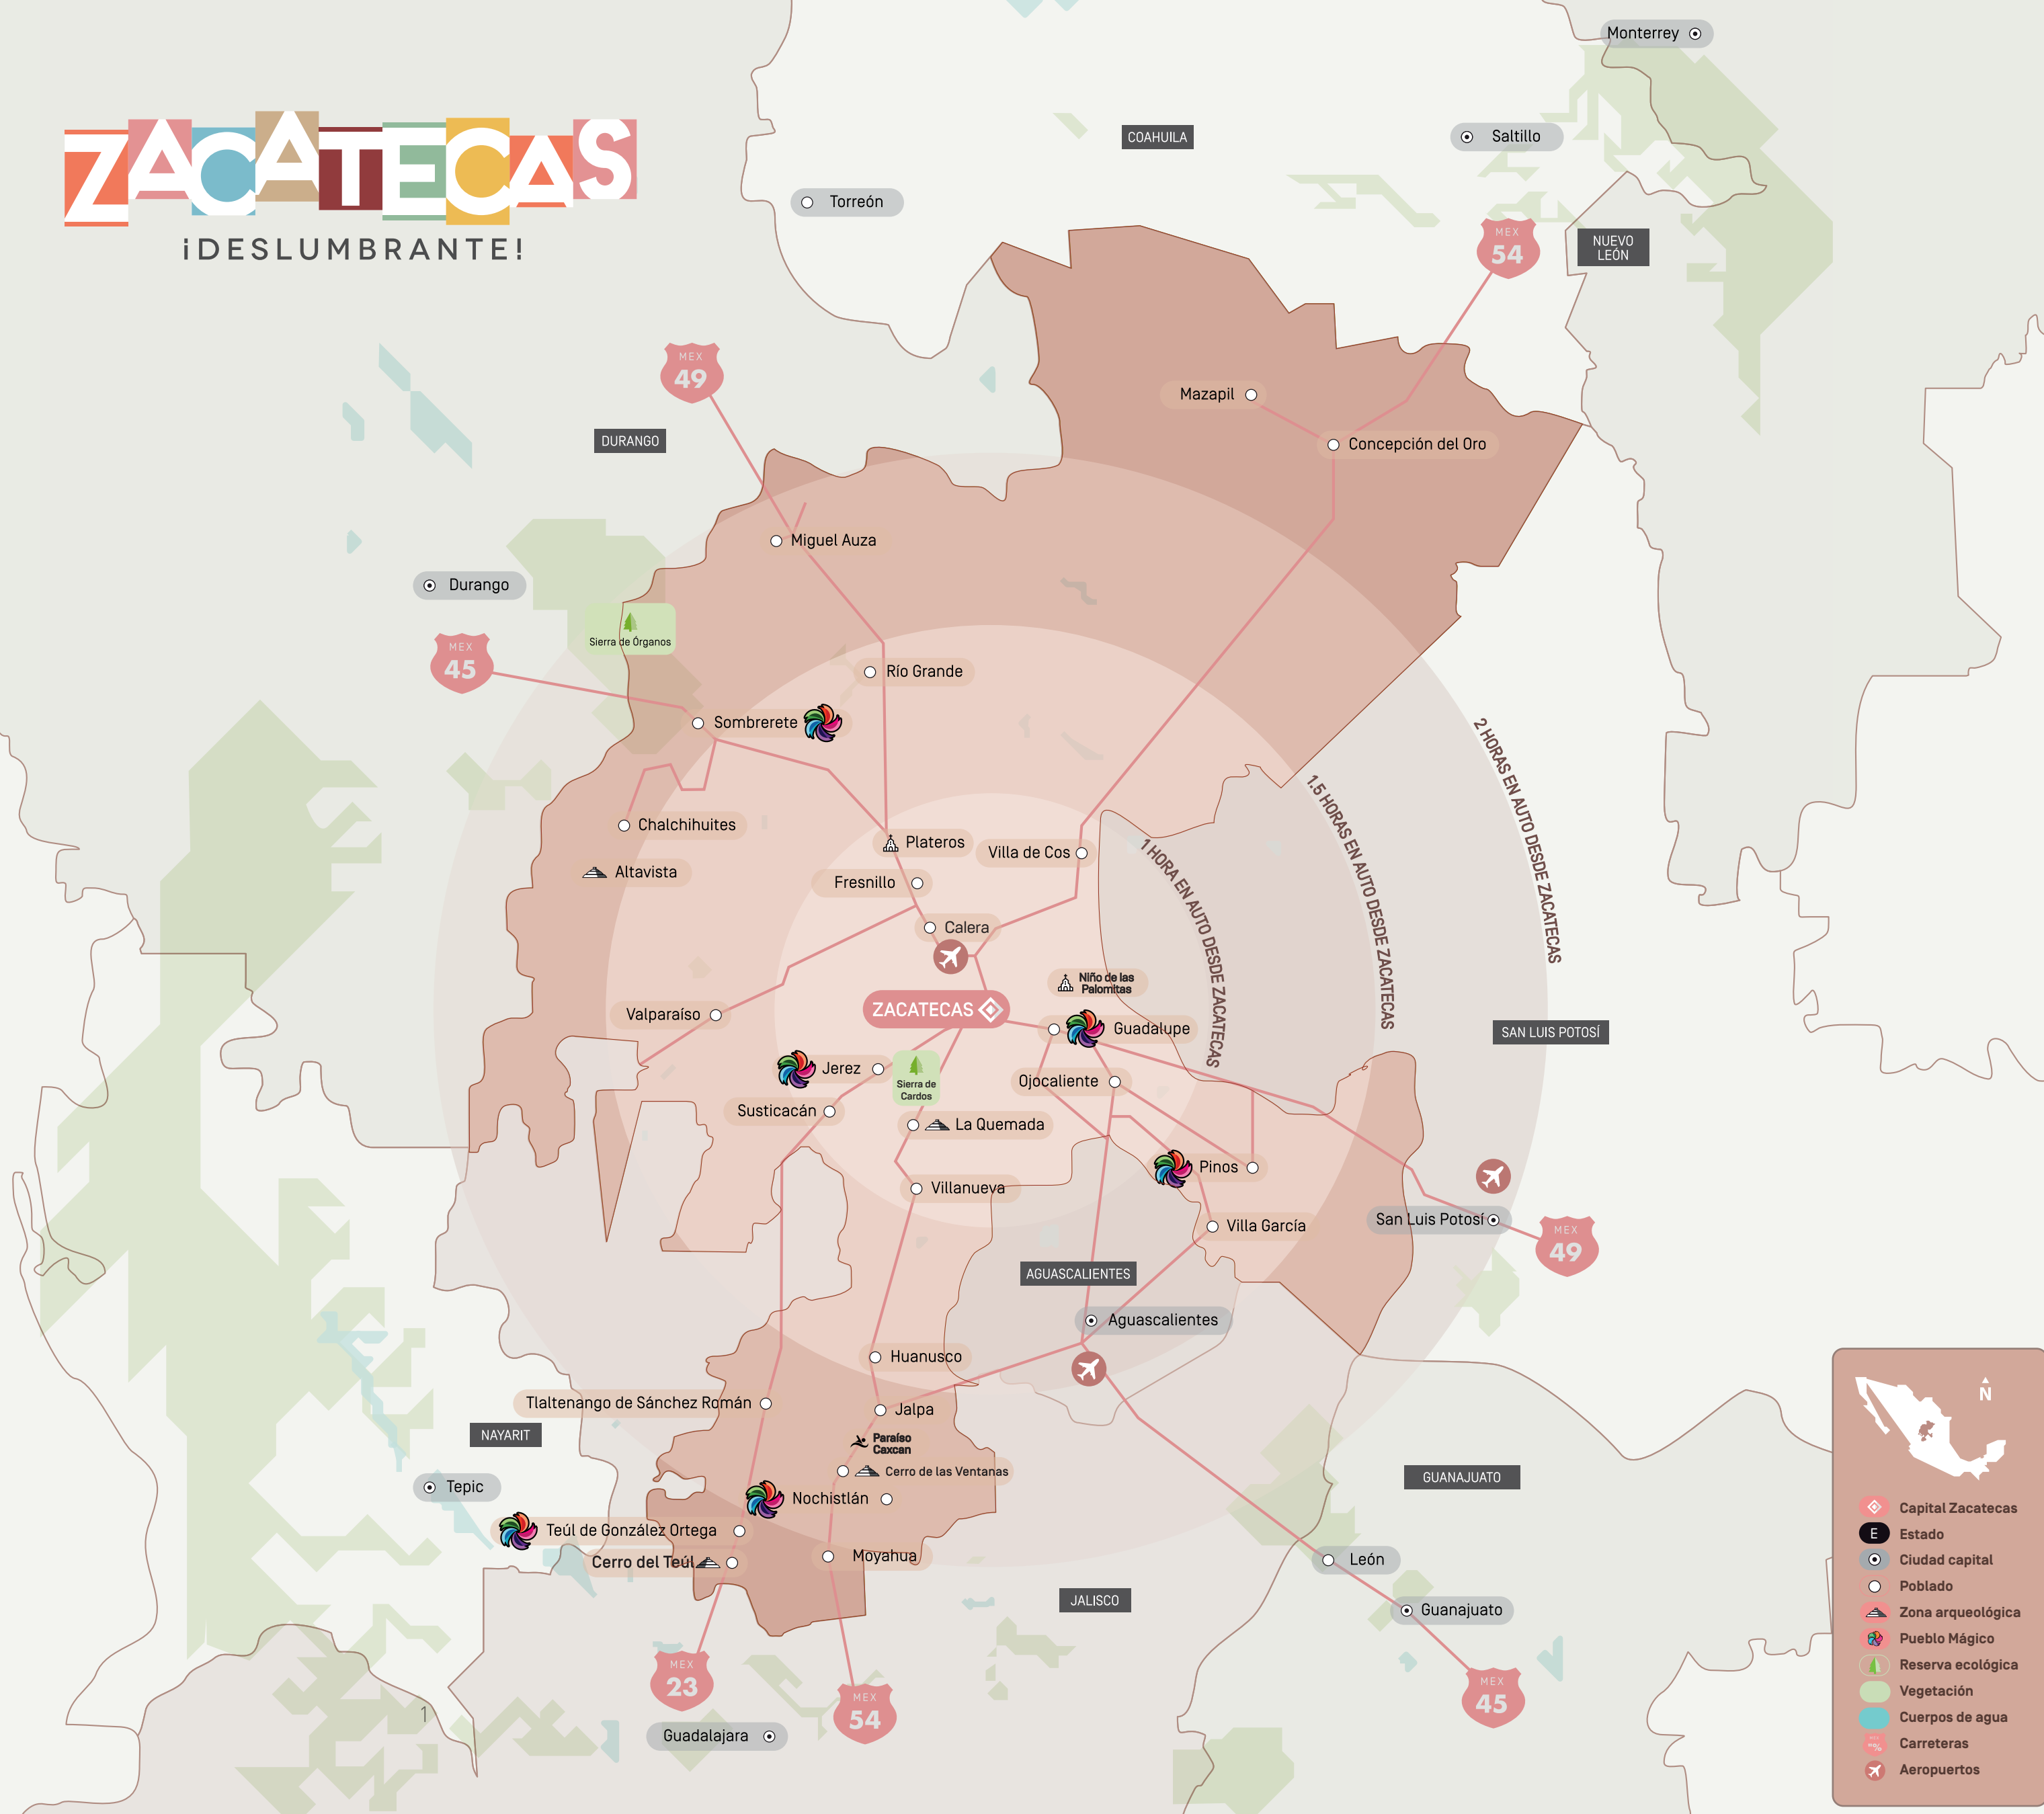 ZACATECAS
¡DESLUMBRANTE!
Monterrey
COAHUILA
Saltillo
Torreón
MEX
54
NUEVO
LEÓN
MEX
49
DURANGO
Mazapil
Concepción del Oro
Miguel Auza
Durango
Sierra de Órganos
MEX
45
Río Grande
Sombrerete
2 HORAS EN AUTO DESDE ZACATECAS
1.5 HORAS EN AUTO DESDE ZACATECAS
1 HORA EN AUTO DESDE ZACATECAS
Chalchihuites
Plateros
Villa de Cos
Altavista
Fresnillo
Calera
Niño de las
Palomitas
ZACATECAS
Valparaíso
Guadalupe
SAN LUIS POTOSÍ
Jerez
Sierra de
Cardos
Ojocaliente
Susticacán
La Quemada
Pinos
Villanueva
San Luis Potosí
Villa García
MEX
49
AGUASCALIENTES
Aguascalientes
Huanusco
Tlaltenango de Sánchez Román
Jalpa
NAYARIT
Paraíso
Caxcan
Cerro de las Ventanas
GUANAJUATO
Tepic
Nochistlán
Teúl de González Ortega
Cerro del Teúl
Moyahua
León
JALISCO
Guanajuato
MEX
23
MEX
54
MEX
45
1
Guadalajara
N
Capital Zacatecas
E
Estado
Ciudad capital
Poblado
Zona arqueológica
Pueblo Mágico
Reserva ecológica
Vegetación
Cuerpos de agua
Carreteras
Aeropuertos